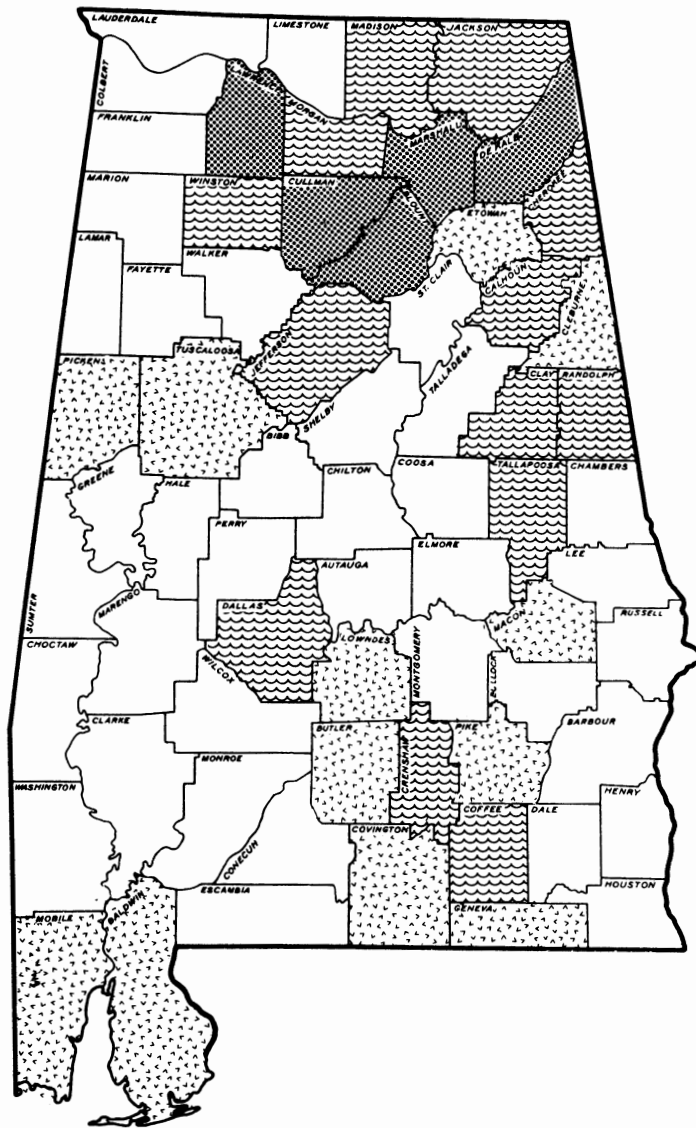 LAUDERDALE
LIMESTONE
MADISON
JACKSON
COLBERT
LAWRENCE
MORGAN
FRANKLIN
MARSHALL
DE KALB
MARION
WINSTON
CULLMAN
BLOUNT
CHEROKEE
ETOWAH
LAMAR
WALKER
FAYETTE
ST. CLAIR
CALHOUN
CLEBURNE
JEFFERSON
TUSCALOOSA
PICKENS
TALLADEGA
CLAY
RANDOLPH
SHELBY
BIBB
GREENE
HALE
CHILTON
COOSA
TALLAPOOSA
CHAMBERS
PERRY
ELMORE
LEE
AUTAUGA
SUMTER
MARENGO
DALLAS
MACON
RUSSELL
CHOCTAW
WILCOX
LOWNDES
MONTGOMERY
BULLOCK
CLARKE
BUTLER
CRENSHAW
PIKE
BARBOUR
WASHINGTON
MONROE
HENRY
CONECUH
COVINGTON
COFFEE
DALE
ESCAMBIA
HOUSTON
MOBILE
BALDWIN
GENEVA